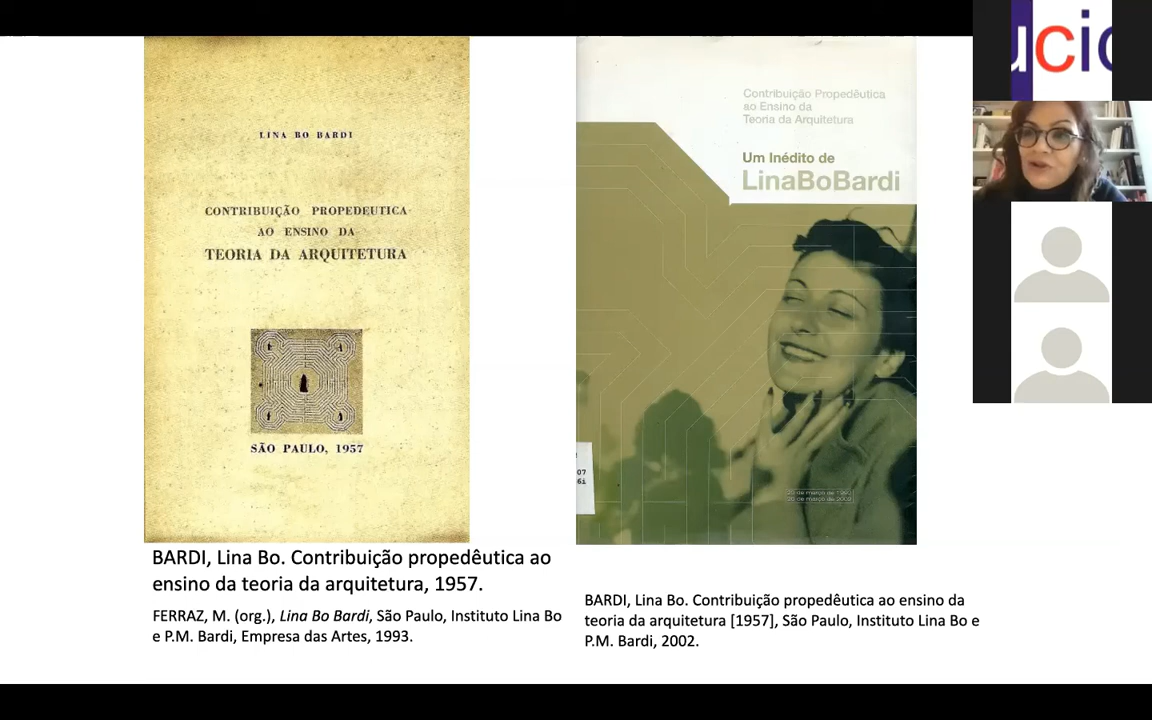 LINA BO BARDI
CONTRIBUIÇÃO PROPEDEUTICA
AO ENSINO DA
TEORIA DA ARQUITETURA
SÃO PAULO, 1957
BARDI, Lina Bo. Contribuição propedêutica ao
ensino da teoria da arquitetura, 1957.
FERRAZ, M. (org.), Lina Bo Bardi, São Paulo, Instituto Lina Bo
e P.M. Bardi, Empresa das Artes, 1993.
Contribuição Propedêutica
ao Ensino da
Teoria da Arquitetura
Um Inédito de
LinaBoBardi
07
6i
BARDI, Lina Bo. Contribuição propedêutica ao ensino da
teoria da arquitetura [1957], São Paulo, Instituto Lina Bo e
P.M. Bardi, 2002.
ucic